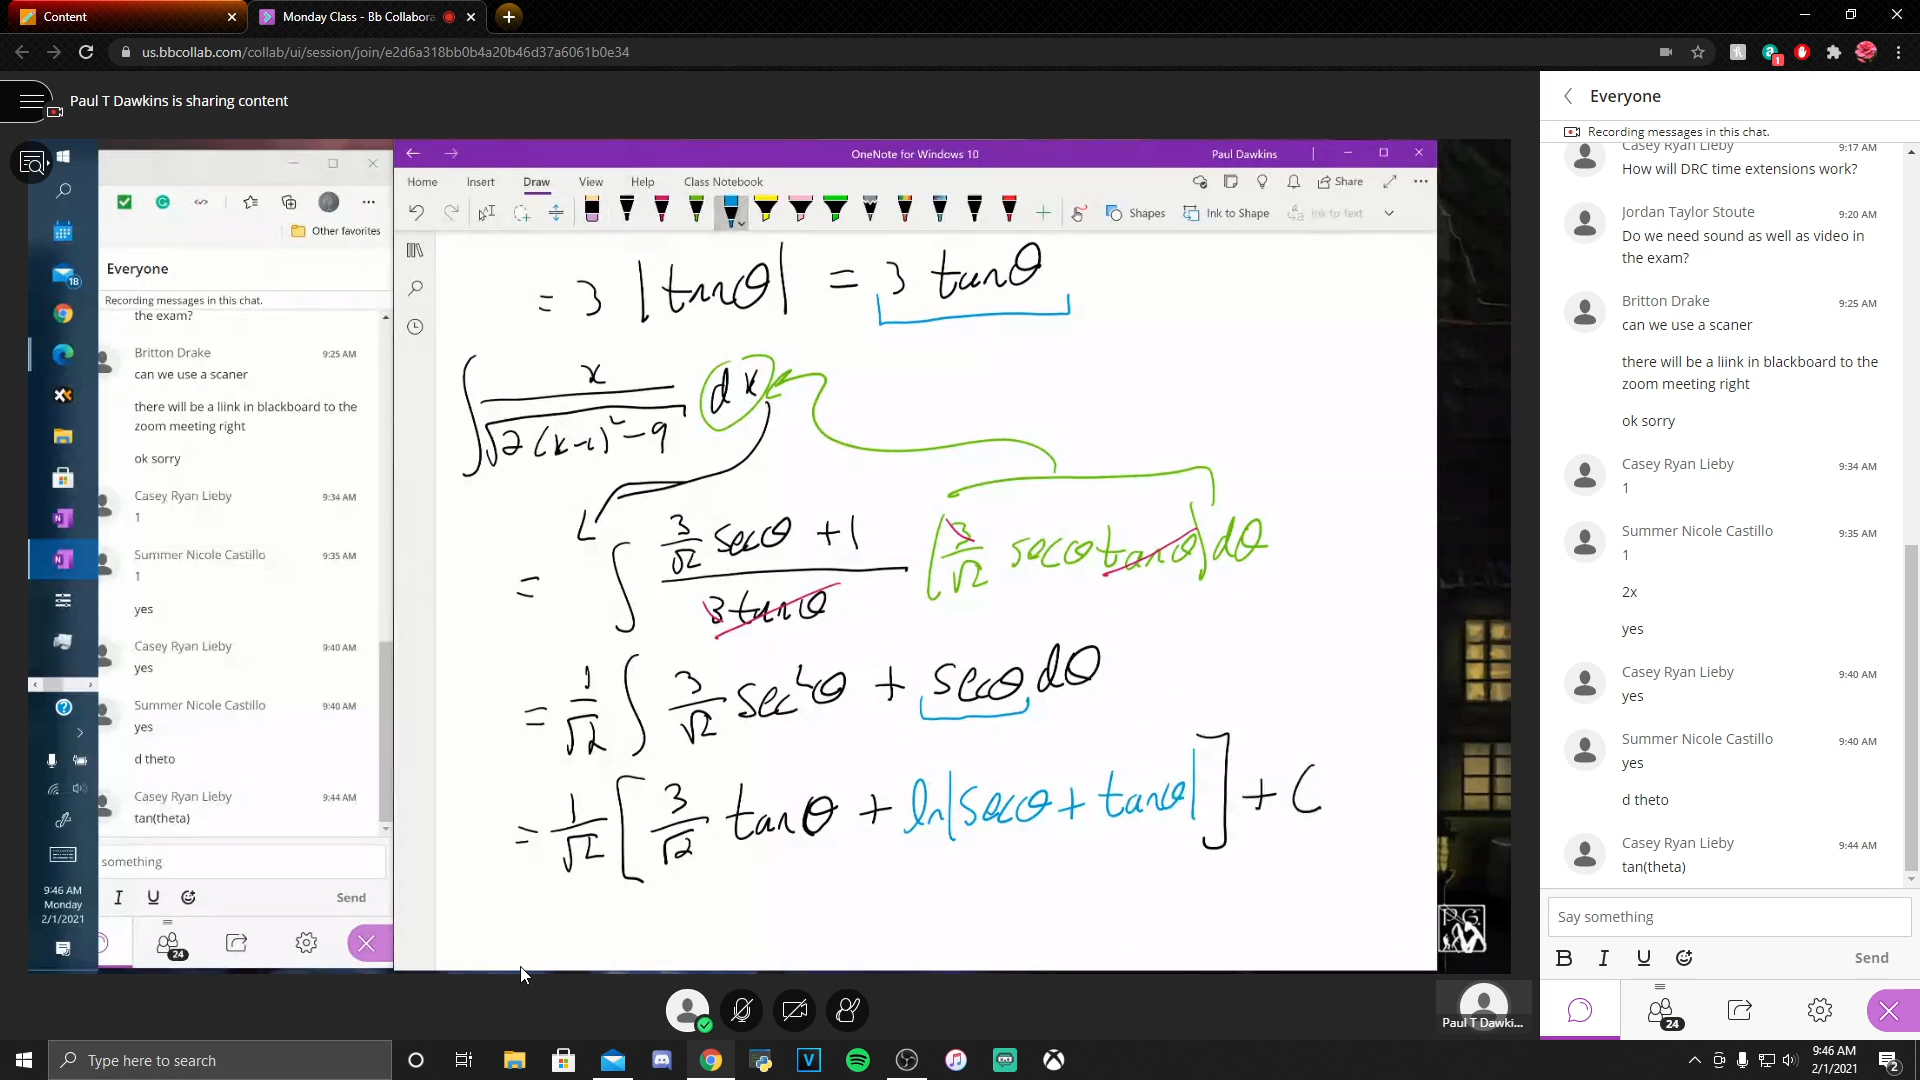 Content
Monday Class - Bb Collabora
us.bbcollab.com/collab/ui/session/join/e2d6a318bb0b4a20b46d37a6061b0e34
1
Paul T Dawkins is sharing content
OneNote for Windows 10
Paul Dawkins
Home Insert Draw View Help Class Notebook
Share
Shapes Ink to Shape Ink to Text
Other favorites
Everyone
Recording messages in this chat.
the exam?
Britton Drake 9:25 AM
can we use a scaner
there will be a liink in blackboard to the
zoom meeting right
ok sorry
Casey Ryan Lieby 9:34 AM
1
Summer Nicole Castillo 9:35 AM
1
yes
Casey Ryan Lieby 9:40 AM
yes
Summer Nicole Castillo 9:40 AM
yes
d theto
Casey Ryan Lieby 9:44 AM
tan(theta)
something
I U
Send
18
9:46 AM
Monday
2/1/2021
24
= 3 |tanθ| = 3 tanθ
∫ x / √2(x-1)² - 9 dx
= ∫ (3/√2 secθ + 1) / (3 tanθ) (3/√2 secθ tanθ) dθ
= 1/√2 ∫ 3/√2 sec²θ + secθ dθ
= 1/√2 [ 3/√2 tanθ + ln|secθ + tanθ| ] + C
P.G.
Paul T Dawki...
Everyone
Recording messages in this chat.
Casey Ryan Lieby 9:17 AM
How will DRC time extensions work?
Jordan Taylor Stoute 9:20 AM
Do we need sound as well as video in
the exam?
Britton Drake 9:25 AM
can we use a scaner
there will be a liink in blackboard to the
zoom meeting right
ok sorry
Casey Ryan Lieby 9:34 AM
1
Summer Nicole Castillo 9:35 AM
1
2x
yes
Casey Ryan Lieby 9:40 AM
yes
Summer Nicole Castillo 9:40 AM
yes
d theto
Casey Ryan Lieby 9:44 AM
tan(theta)
Say something
B I U
Send
24
Type here to search
9:46 AM
2/1/2021
2